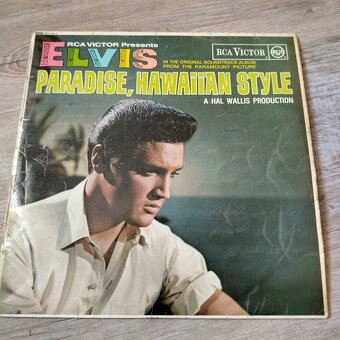 RCA VICTOR Presents
ELVIS
IN THE ORIGINAL SOUNDTRACK ALBUM
FROM THE PARAMOUNT PICTURE
RCA VICTOR
RCA
PARADISE, HAWAIIAN STYLE
A HAL WALLIS PRODUCTION